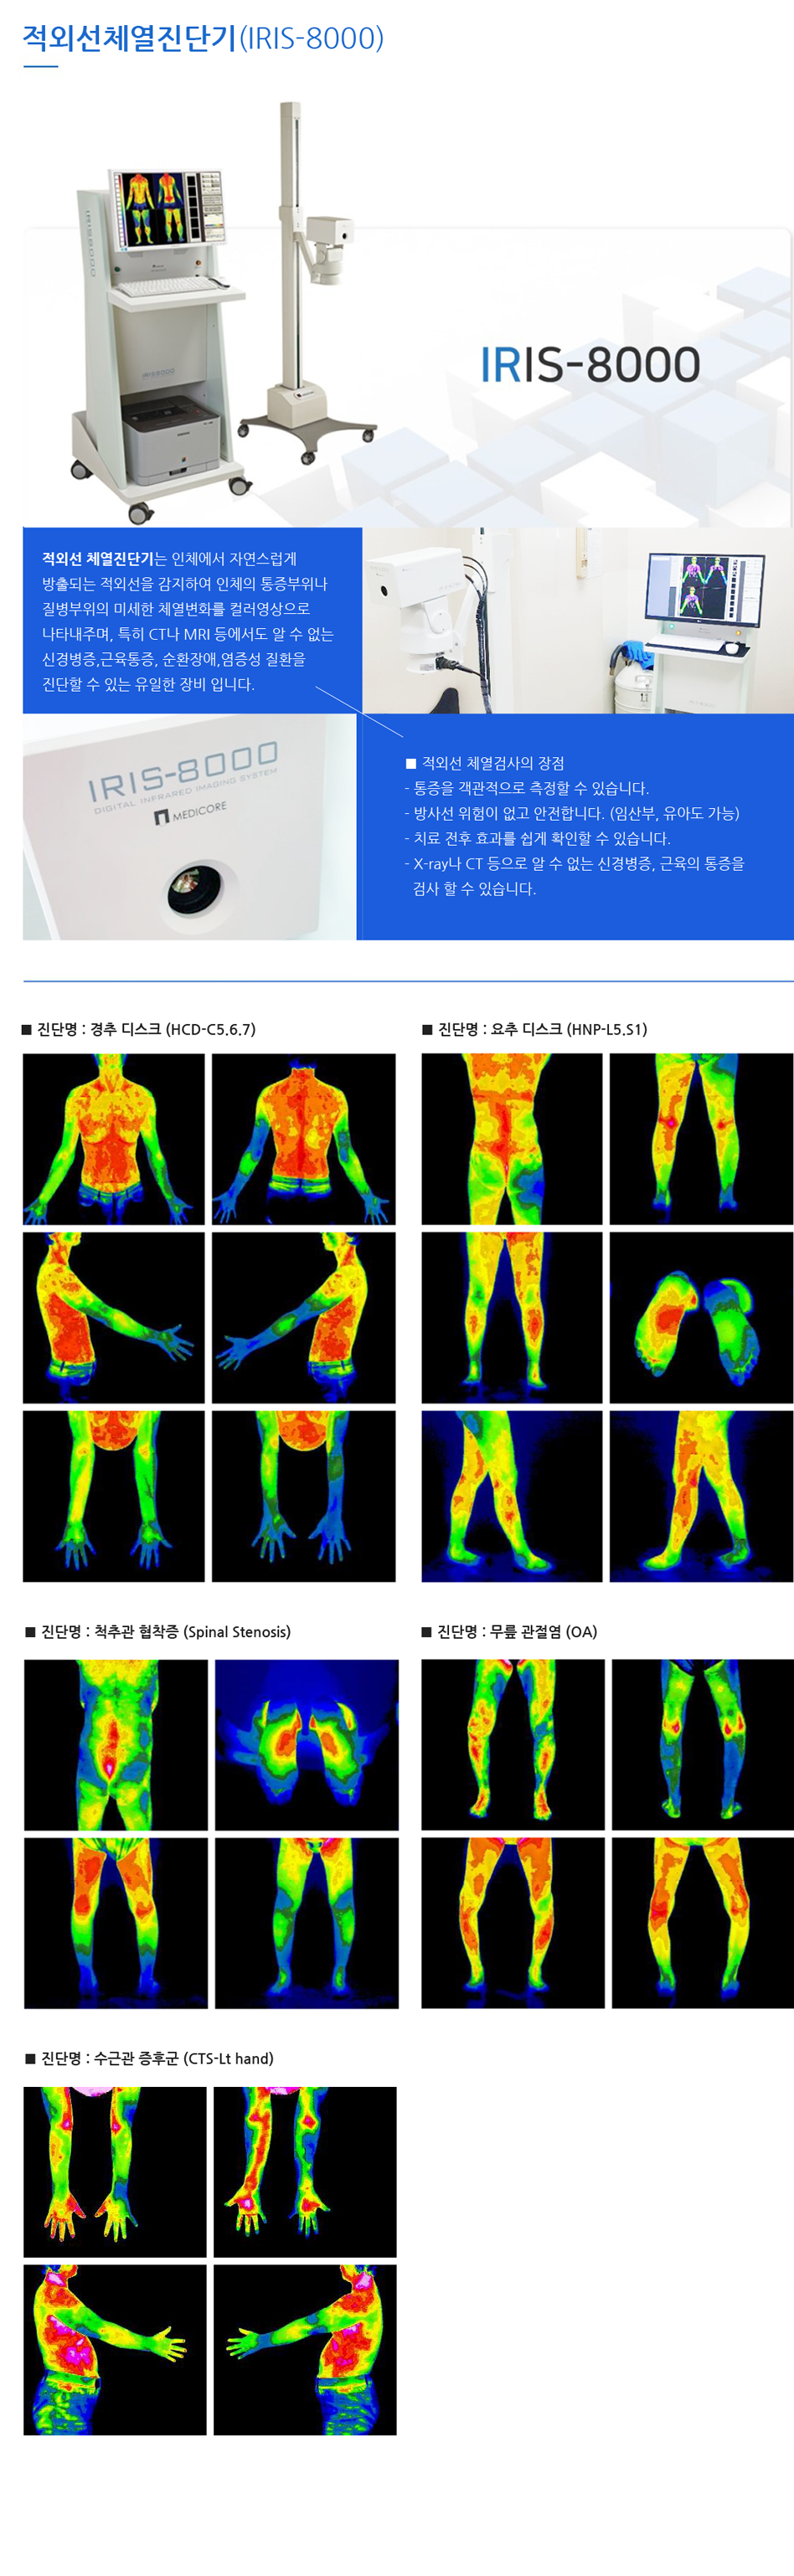 적외선체열진단기(IRIS-8000)
IRIS8000
IRIS8000
IRIS-8000
적외선 체열진단기는 인체에서 자연스럽게
방출되는 적외선을 감지하여 인체의 통증부위나
질병부위의 미세한 체열변화를 컬러영상으로
나타내주며, 특히 CT나 MRI 등에서도 알 수 없는
신경병증,근육통증, 순환장애,염증성 질환을
진단할 수 있는 유일한 장비 입니다.
IRIS-8000
DIGITAL INFRARED IMAGING SYSTEM
MEDICORE
■ 적외선 체열검사의 장점
- 통증을 객관적으로 측정할 수 있습니다.
- 방사선 위험이 없고 안전합니다. (임산부, 유아도 가능)
- 치료 전후 효과를 쉽게 확인할 수 있습니다.
- X-ray나 CT 등으로 알 수 없는 신경병증, 근육의 통증을
검사 할 수 있습니다.
■ 진단명 : 경추 디스크 (HCD-C5.6.7)
■ 진단명 : 요추 디스크 (HNP-L5.S1)
■ 진단명 : 척추관 협착증 (Spinal Stenosis)
■ 진단명 : 무릎 관절염 (OA)
■ 진단명 : 수근관 증후군 (CTS-Lt hand)